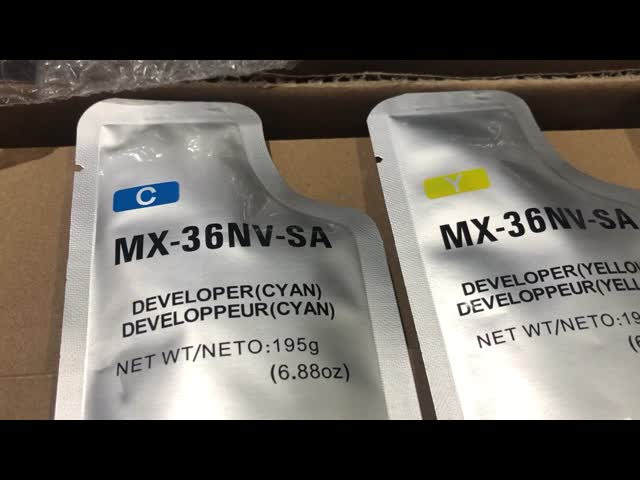 C
MX-36NV-SA
DEVELOPER(CYAN)
DEVELOPPEUR(CYAN)
NET WT/NETO:195g
(6.88oz)
Y
MX-36NV-SA
DEVELOPER(YELLO
DEVELOPPEUR(YELL
NET WT/NETO:19
(6